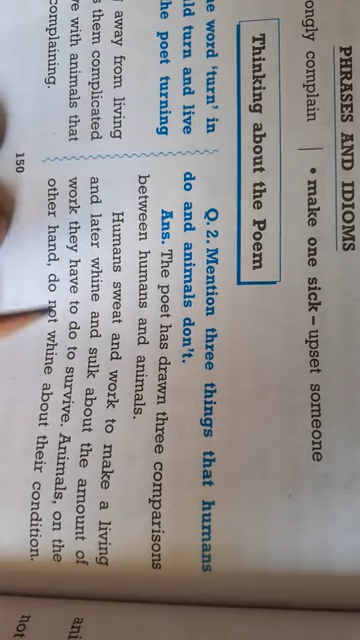 PHRASES AND IDIOMS
ongly complain
• make one sick – upset someone
Thinking about the Poem
word ‘turn’ in
turn and live
poet turning
away from living
them complicated
with animals that
complaining.
Q. 2. Mention three things that humans
do and animals don’t.
Ans. The poet has drawn three comparisons
between humans and animals.
Humans sweat and work to make a living
and later whine and sulk about the amount of
work they have to do to survive. Animals, on the
other hand, do not whine about their condition.
150
ani
not